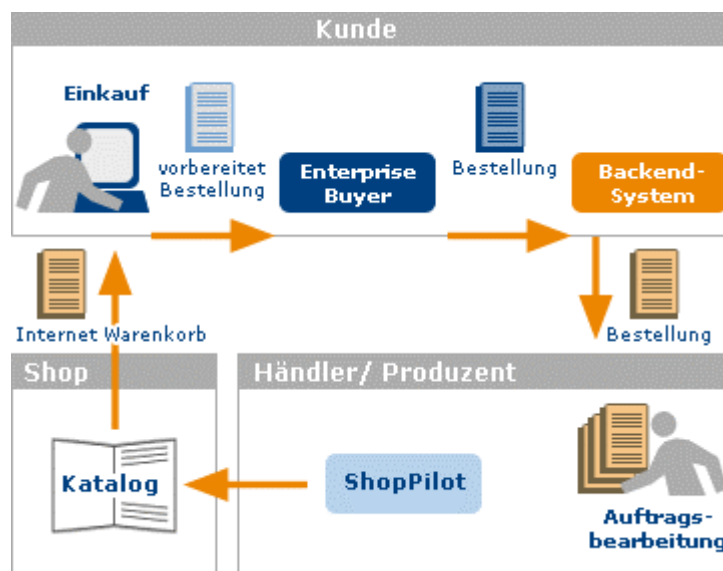 Kunde
Einkauf
vorbereitet
Bestellung
Enterprise
Buyer
Bestellung
Backend-
System
Internet Warenkorb
Bestellung
Shop
Händler/ Produzent
Katalog
ShopPilot
Auftrags-
bearbeitung